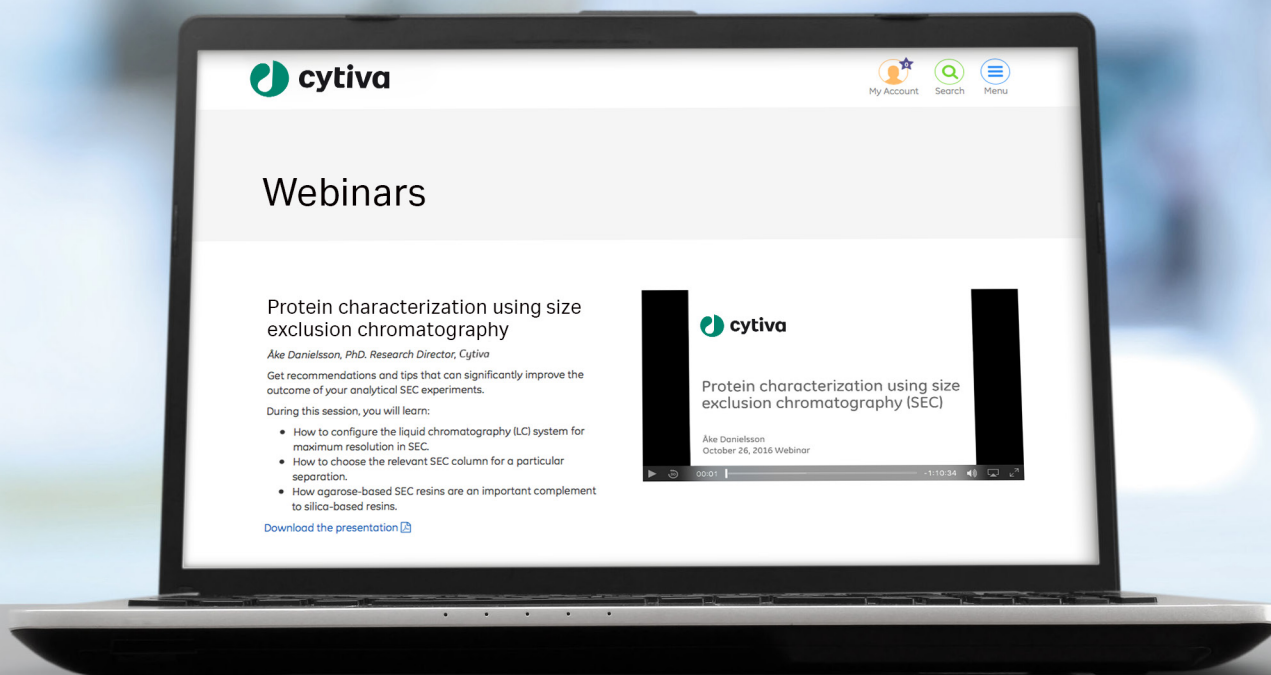 cytiva
0
My Account
Search
Menu
Webinars
Protein characterization using size
exclusion chromatography
Åke Danielsson, PhD. Research Director, Cytiva
Get recommendations and tips that can significantly improve the
outcome of your analytical SEC experiments.
During this session, you will learn:
• How to configure the liquid chromatography (LC) system for
maximum resolution in SEC.
• How to choose the relevant SEC column for a particular
separation.
• How agarose-based SEC resins are an important complement
to silica-based resins.
Download the presentation
cytiva
Protein characterization using size
exclusion chromatography (SEC)
Åke Danielsson
October 26, 2016 Webinar
00:01
-1:10:34